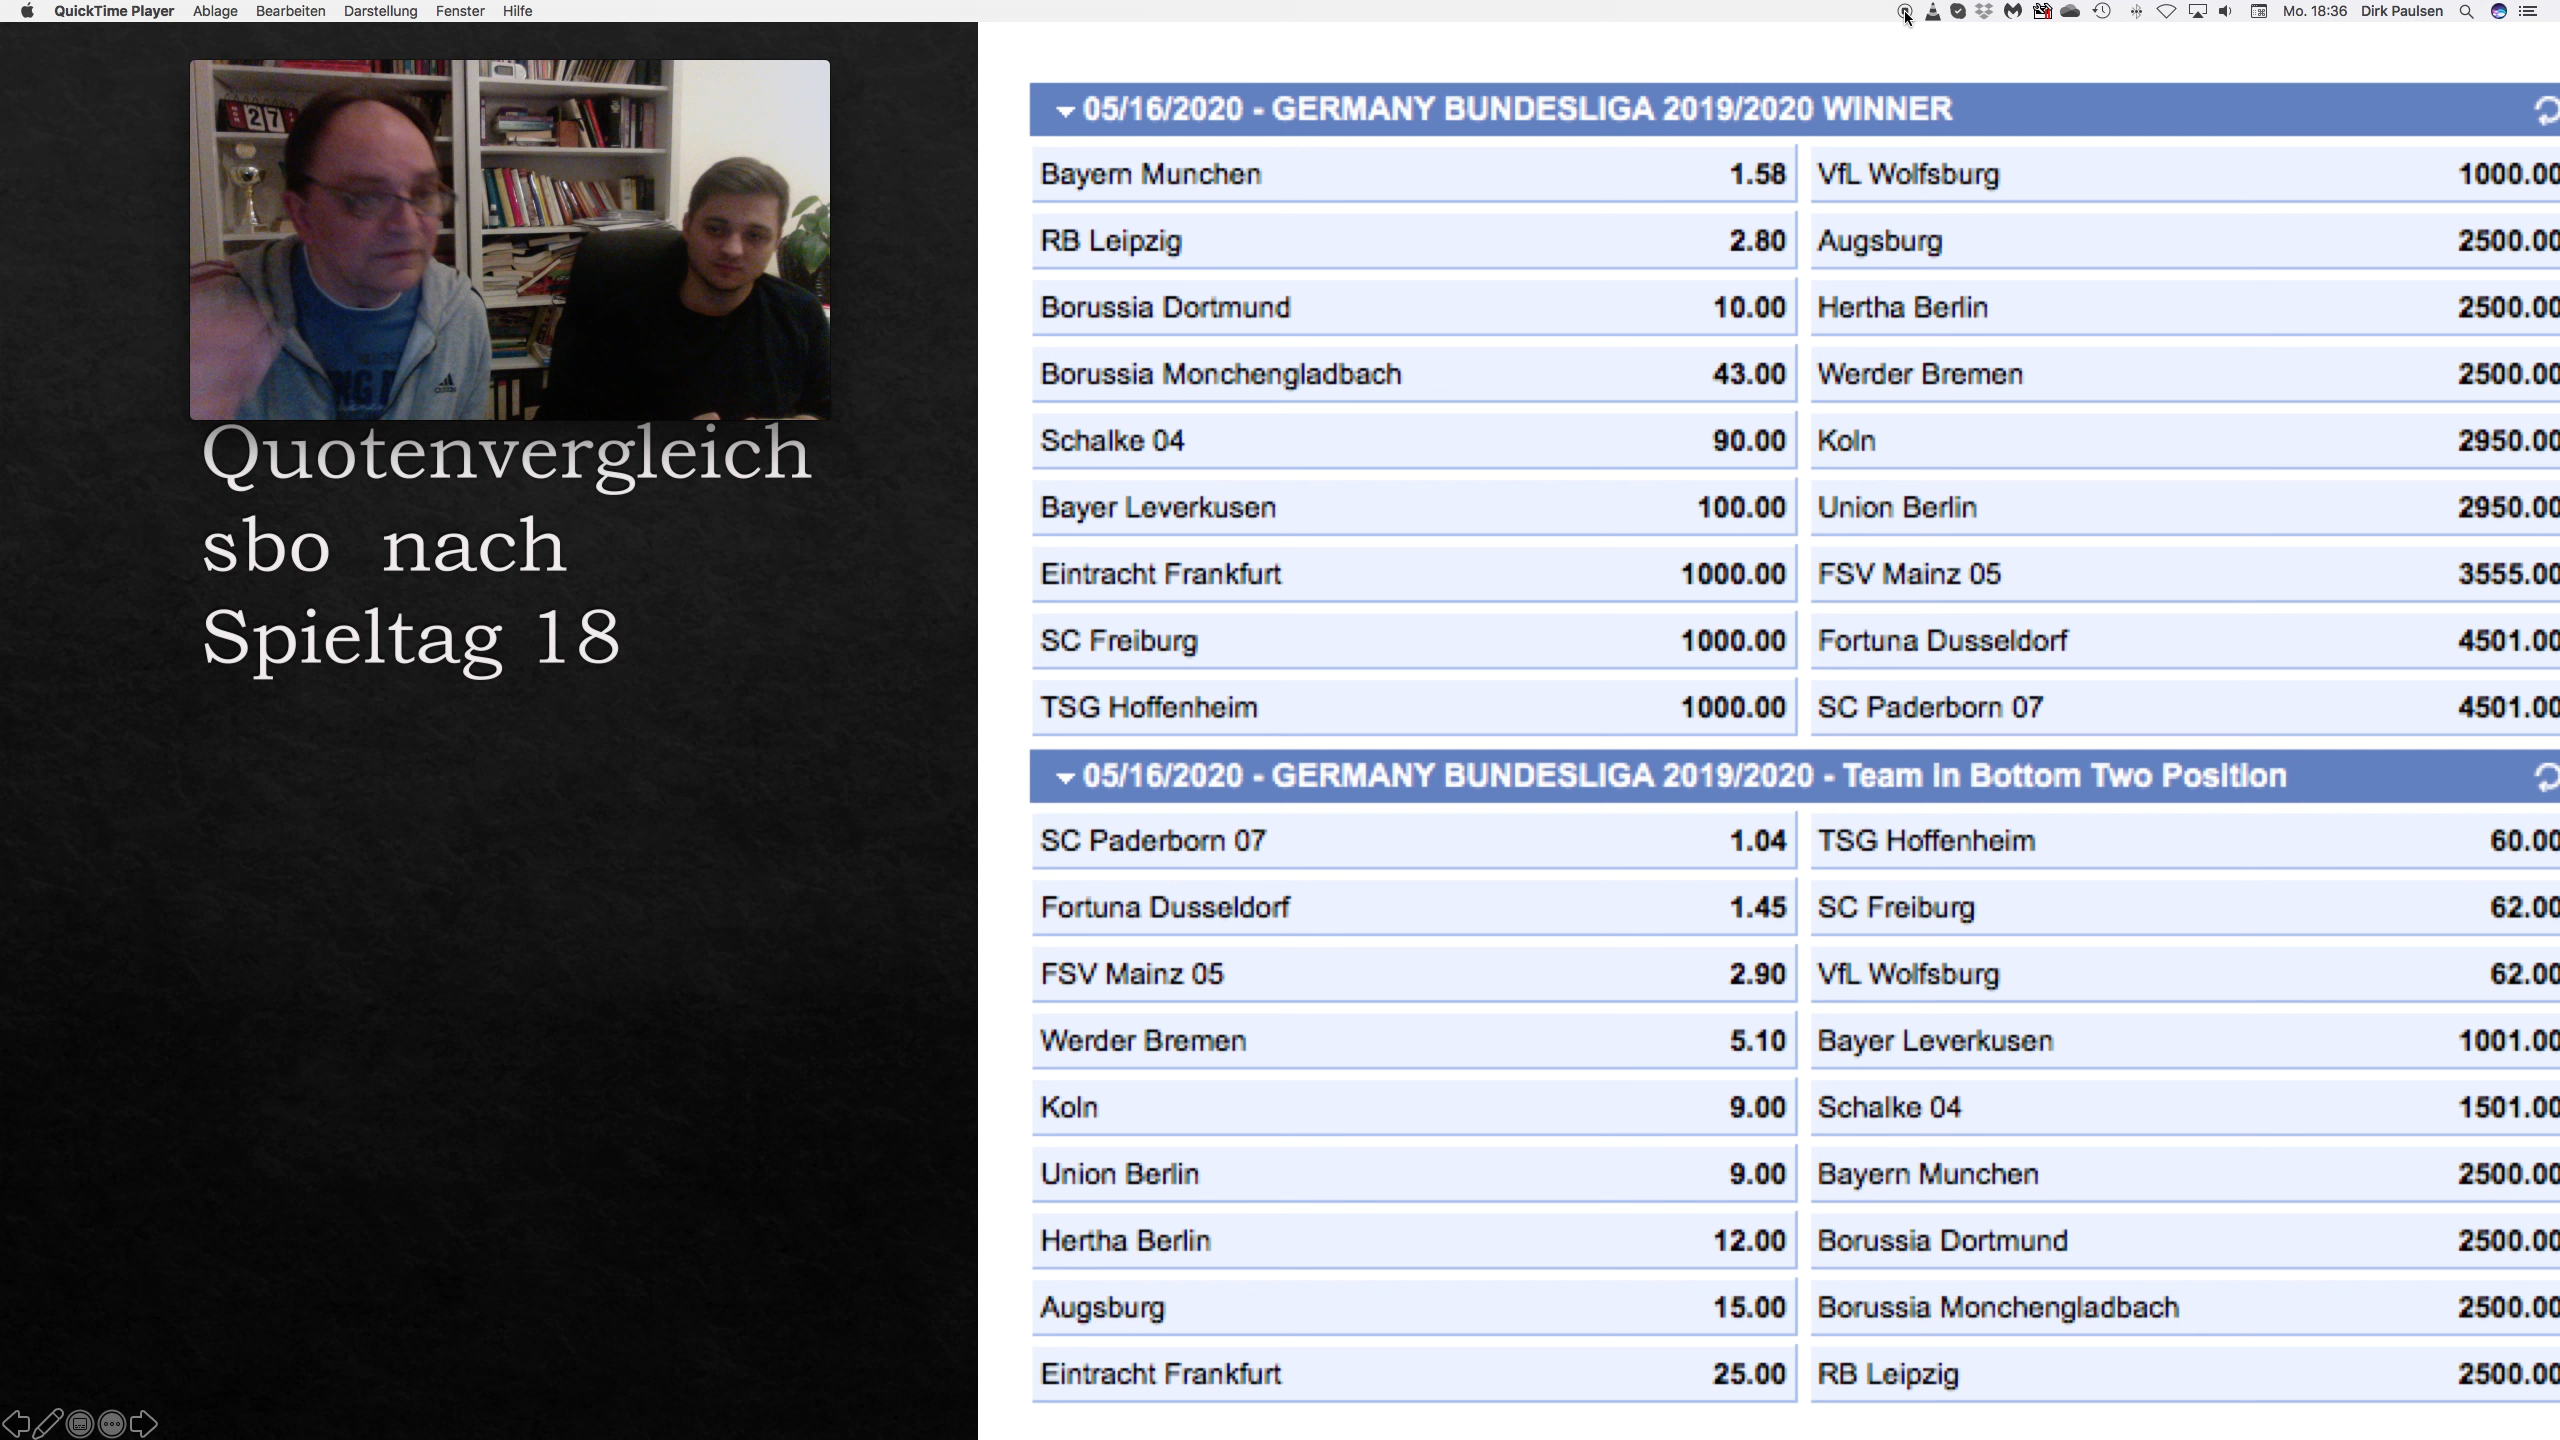 QuickTime Player Ablage Bearbeiten Darstellung Fenster Hilfe
Mo. 18:36 Dirk Paulsen
27
Quotenvergleich
sbo nach
Spieltag 18
05/16/2020 - GERMANY BUNDESLIGA 2019/2020 WINNER
Bayern Munchen 1.58 VfL Wolfsburg 1000.00
RB Leipzig 2.80 Augsburg 2500.00
Borussia Dortmund 10.00 Hertha Berlin 2500.00
Borussia Monchengladbach 43.00 Werder Bremen 2500.00
Schalke 04 90.00 Koln 2950.00
Bayer Leverkusen 100.00 Union Berlin 2950.00
Eintracht Frankfurt 1000.00 FSV Mainz 05 3555.00
SC Freiburg 1000.00 Fortuna Dusseldorf 4501.00
TSG Hoffenheim 1000.00 SC Paderborn 07 4501.00
05/16/2020 - GERMANY BUNDESLIGA 2019/2020 - Team in Bottom Two Position
SC Paderborn 07 1.04 TSG Hoffenheim 60.00
Fortuna Dusseldorf 1.45 SC Freiburg 62.00
FSV Mainz 05 2.90 VfL Wolfsburg 62.00
Werder Bremen 5.10 Bayer Leverkusen 1001.00
Koln 9.00 Schalke 04 1501.00
Union Berlin 9.00 Bayern Munchen 2500.00
Hertha Berlin 12.00 Borussia Dortmund 2500.00
Augsburg 15.00 Borussia Monchengladbach 2500.00
Eintracht Frankfurt 25.00 RB Leipzig 2500.00